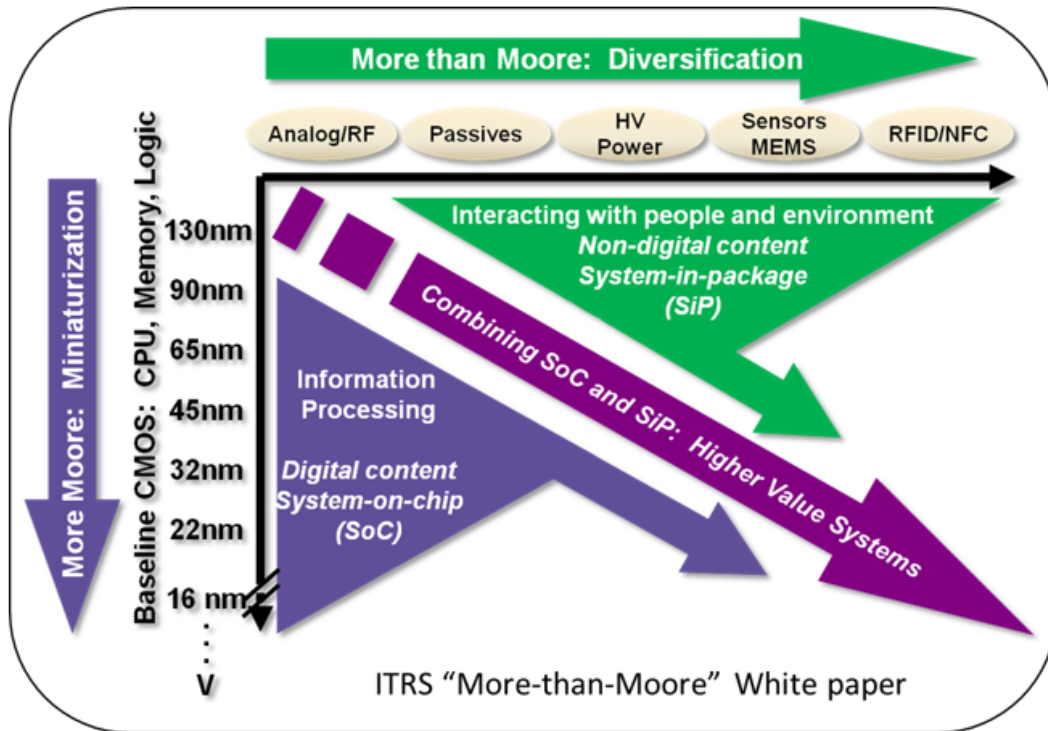 More than Moore: Diversification
Analog/RF
Passives
HV
Power
Sensors
MEMS
RFID/NFC
More Moore: Miniaturization
Baseline CMOS: CPU, Memory, Logic
130nm
90nm
65nm
45nm
32nm
22nm
16 nm
V
Interacting with people and environment
Non-digital content
System-in-package
(SiP)
Combining SoC and SiP: Higher Value Systems
Information
Processing
Digital content
System-on-chip
(SoC)
ITRS “More-than-Moore” White paper